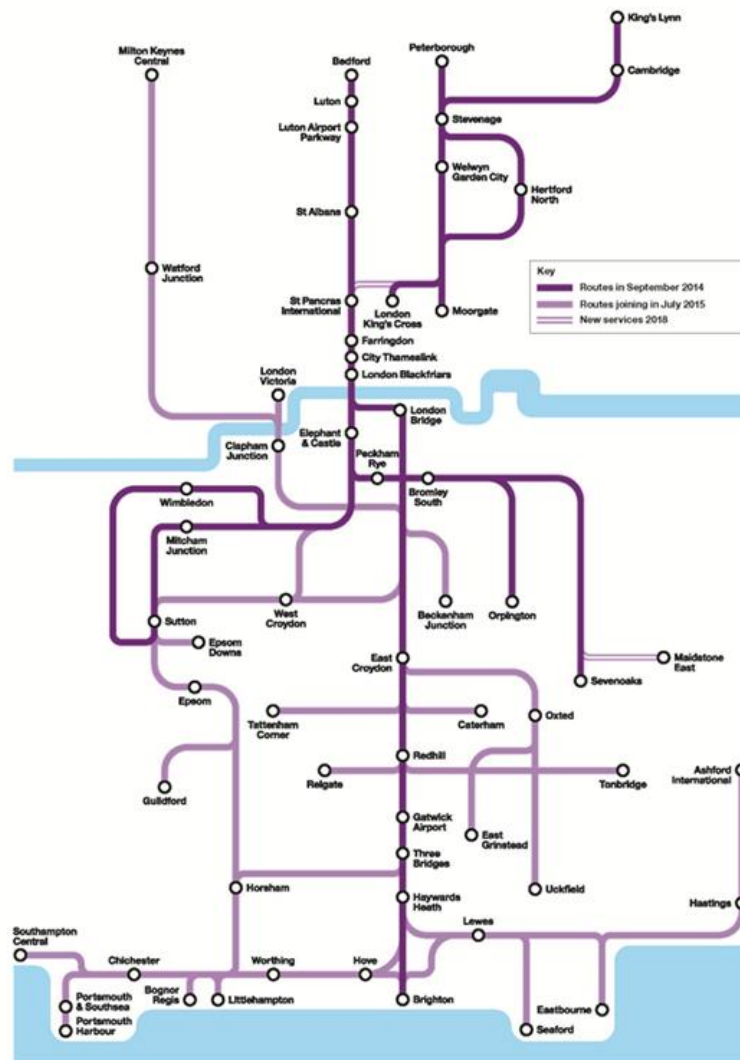 King's Lynn
Milton Keynes
Central
Bedford
Peterborough
Cambridge
Luton
Luton Airport
Parkway
Stevenage
Welwyn
Garden City
Hertford
North
St Albans
Watford
Junction
Key
Routes in September 2014
Routes joining in July 2015
New services 2018
St Pancras
International
London
King's Cross
Moorgate
Farringdon
City Thameslink
London Blackfriars
London
Victoria
London
Bridge
Elephant
& Castle
Clapham
Junction
Peckham
Rye
Bromley
South
Wimbledon
Mitcham
Junction
West
Croydon
Beckenham
Junction
Orpington
Sutton
Epsom
Downs
East
Croydon
Maidstone
East
Sevenoaks
Epsom
Tattenham
Corner
Caterham
Oxted
Redhill
Reigate
Tonbridge
Ashford
International
Guildford
Gatwick
Airport
East
Grinstead
Three
Bridges
Horsham
Haywards
Heath
Uckfield
Hastings
Southampton
Central
Lewes
Chichester
Worthing
Hove
Portsmouth
& Southsea
Bognor
Regis
Littlehampton
Brighton
Eastbourne
Portsmouth
Harbour
Seaford